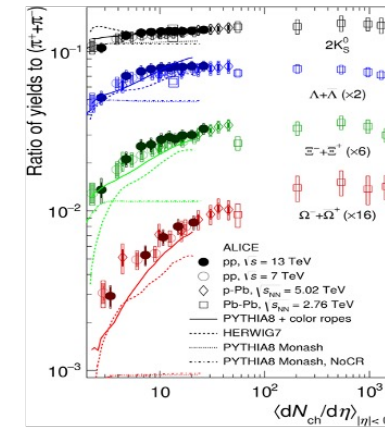 Ratio of yields to (π⁺+π⁻)
10⁻¹
2K⁰S
Λ+Λ̄ (×2)
Ξ⁻+Ξ̄⁺ (×6)
10⁻²
Ω⁻+Ω̄⁺ (×16)
ALICE
pp, √s = 13 TeV
pp, √s = 7 TeV
p-Pb, √sNN = 5.02 TeV
Pb-Pb, √sNN = 2.76 TeV
PYTHIA8 + color ropes
HERWIG7
PYTHIA8 Monash
PYTHIA8 Monash, NoCR
10⁻³
10 10² 10³
⟨dNch/dη⟩|η|<